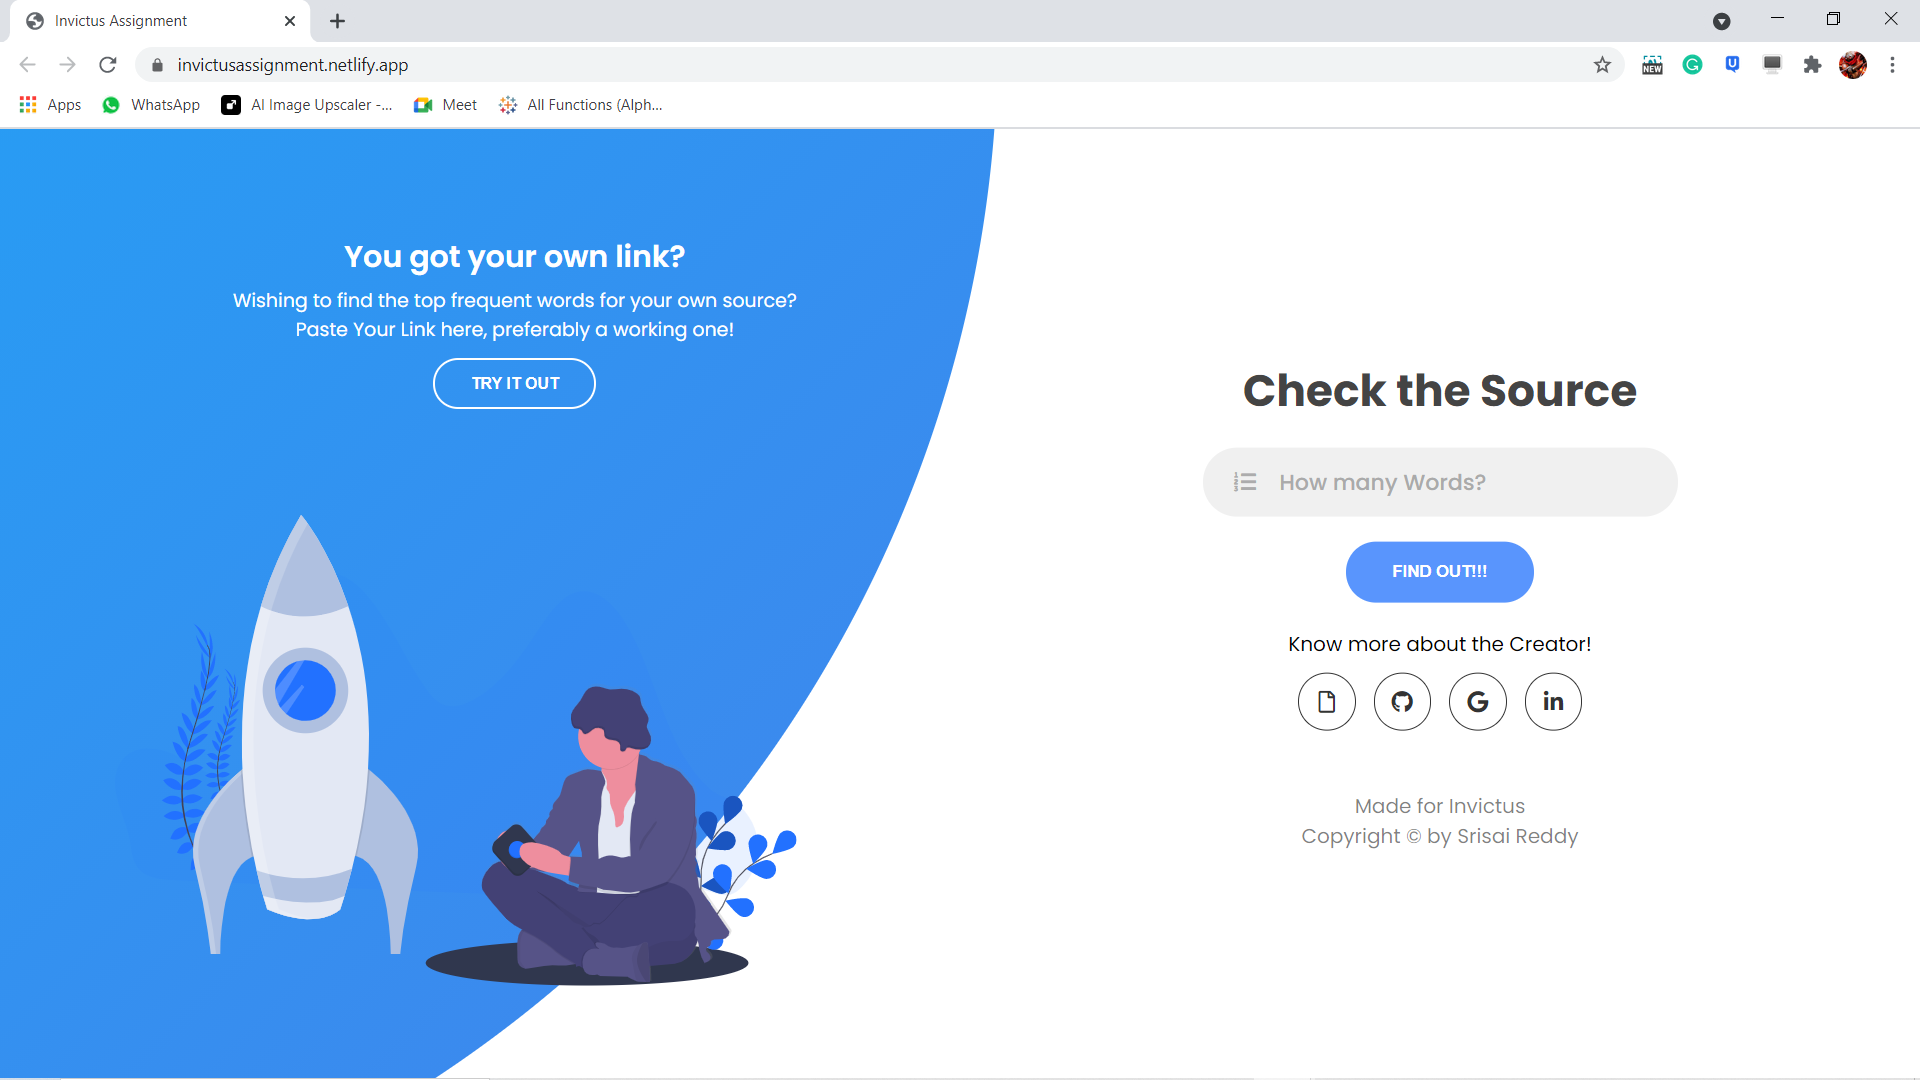 Invictus Assignment
invictusassignment.netlify.app
NEW
Apps
WhatsApp
AI Image Upscaler -...
Meet
All Functions (Alph...
You got your own link?
Wishing to find the top frequent words for your own source?
Paste Your Link here, preferably a working one!
TRY IT OUT
Check the Source
How many Words?
FIND OUT!!!
Know more about the Creator!
Made for Invictus
Copyright © by Srisai Reddy